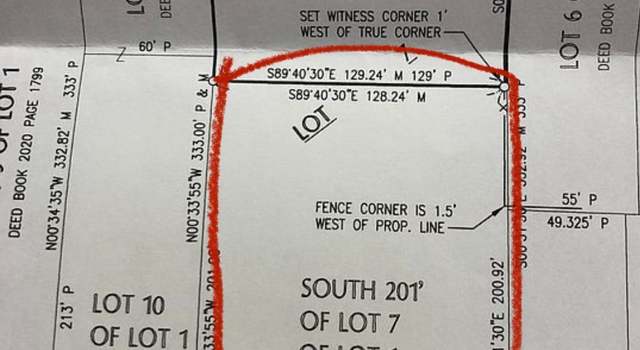 SET WITNESS CORNER 1'
WEST OF TRUE CORNER
60' P
S89°40'30"E 129.24' M 129' P
S89°40'30"E 128.24' M
LOT
LOT 6
DEED BOOK
LOT 1
DEED BOOK 2020 PAGE 1799
N00°34'35"W 332.82' M 333' P
213' P
N00°33'55"W 333.00' P & M
FENCE CORNER IS 1.5'
WEST OF PROP. LINE
55' P
49.325' P
LOT 10
OF LOT 1
SOUTH 201'
OF LOT 7
30"E 200.92'